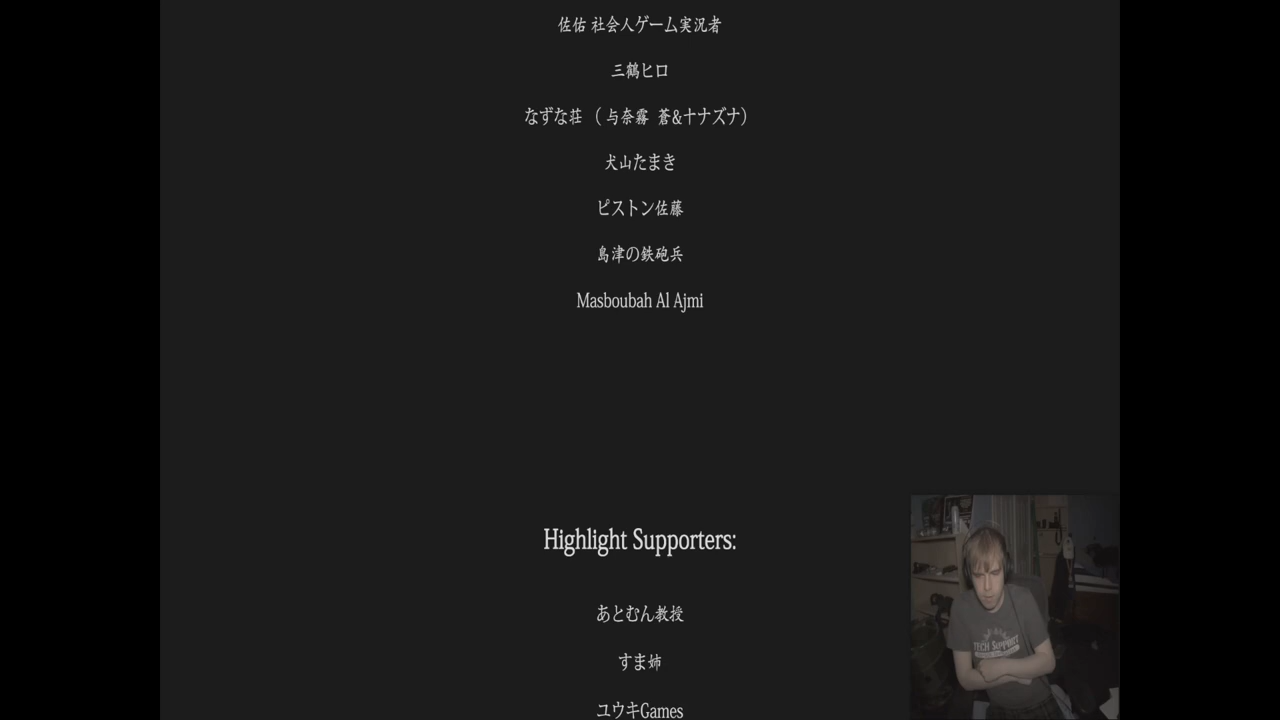 佐佑 社会人ゲーム実況者
三鶴ヒロ
なずな荘 （ 与奈霧 蒼&ナナズナ）
犬山たまき
ピストン佐藤
島津の鉄砲兵
Masboubah Al Ajmi
Highlight Supporters:
あとむん教授
すま姉
ユウキGames
TECH SUPPORT